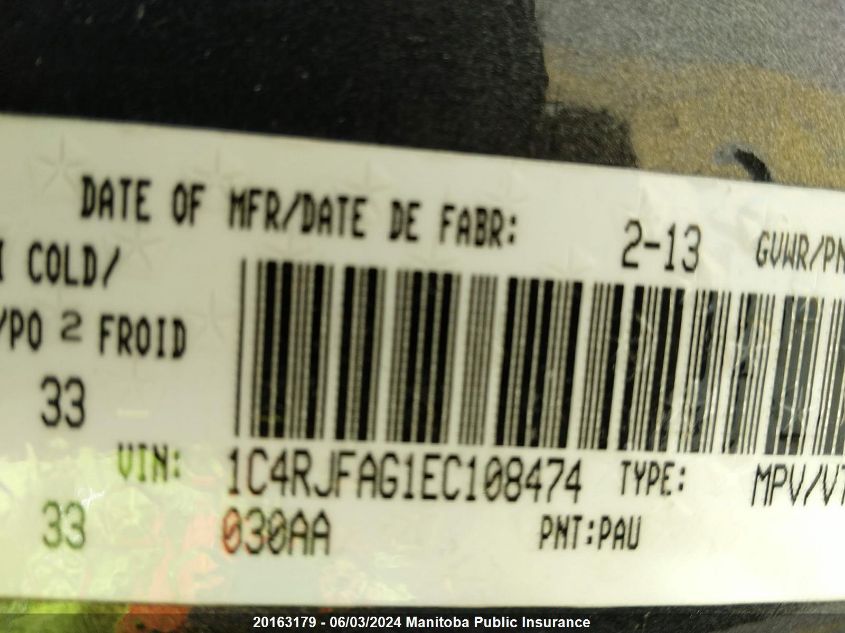 DATE OF MFR/DATE DE FABR: 2-13 GVWR/PN
COLD/
/PO 2 FROID
33
VIN: 1C4RJFAG1EC108474 TYPE: MPV/VT
33 030AA PNT:PAU
20163179 - 06/03/2024 Manitoba Public Insurance